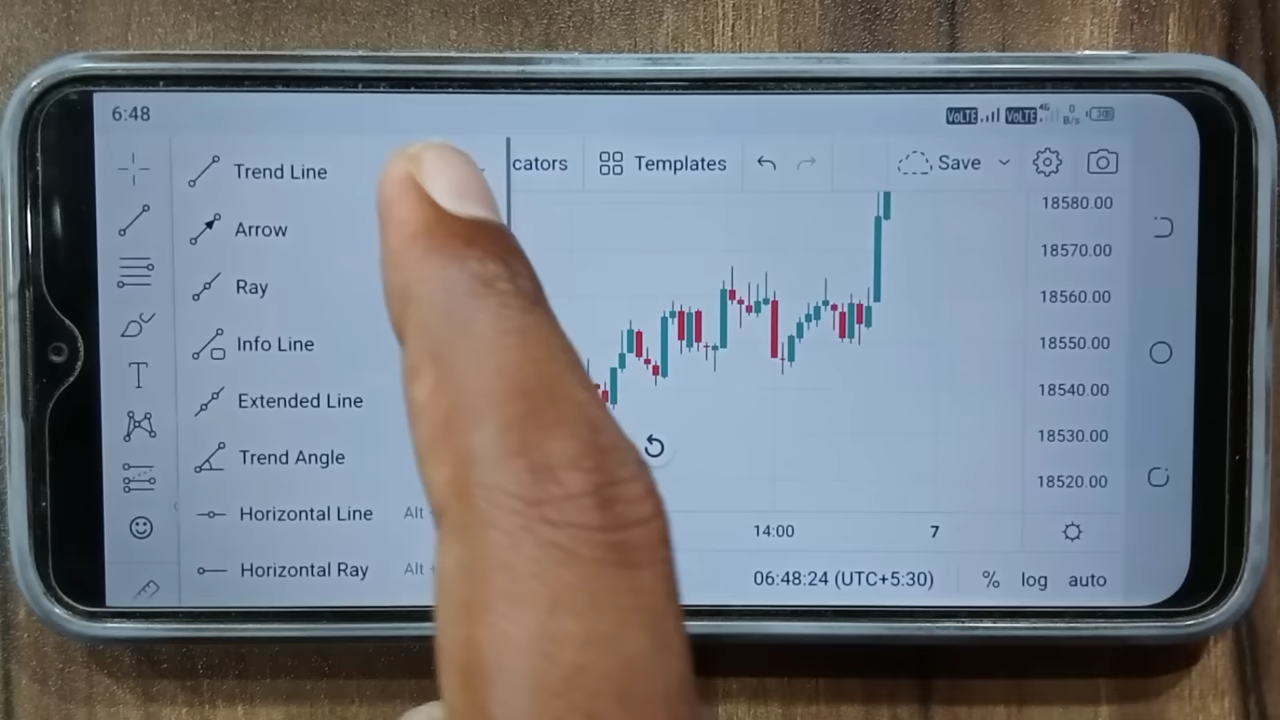 6:48
VoLTE VoLTE 4G 0 B/s
Trend Line
cators Templates Save
Arrow
Ray
Info Line
Extended Line
Trend Angle
Horizontal Line Alt
Horizontal Ray Alt
T
18580.00
18570.00
18560.00
18550.00
18540.00
18530.00
18520.00
14:00 7
06:48:24 (UTC+5:30) % log auto